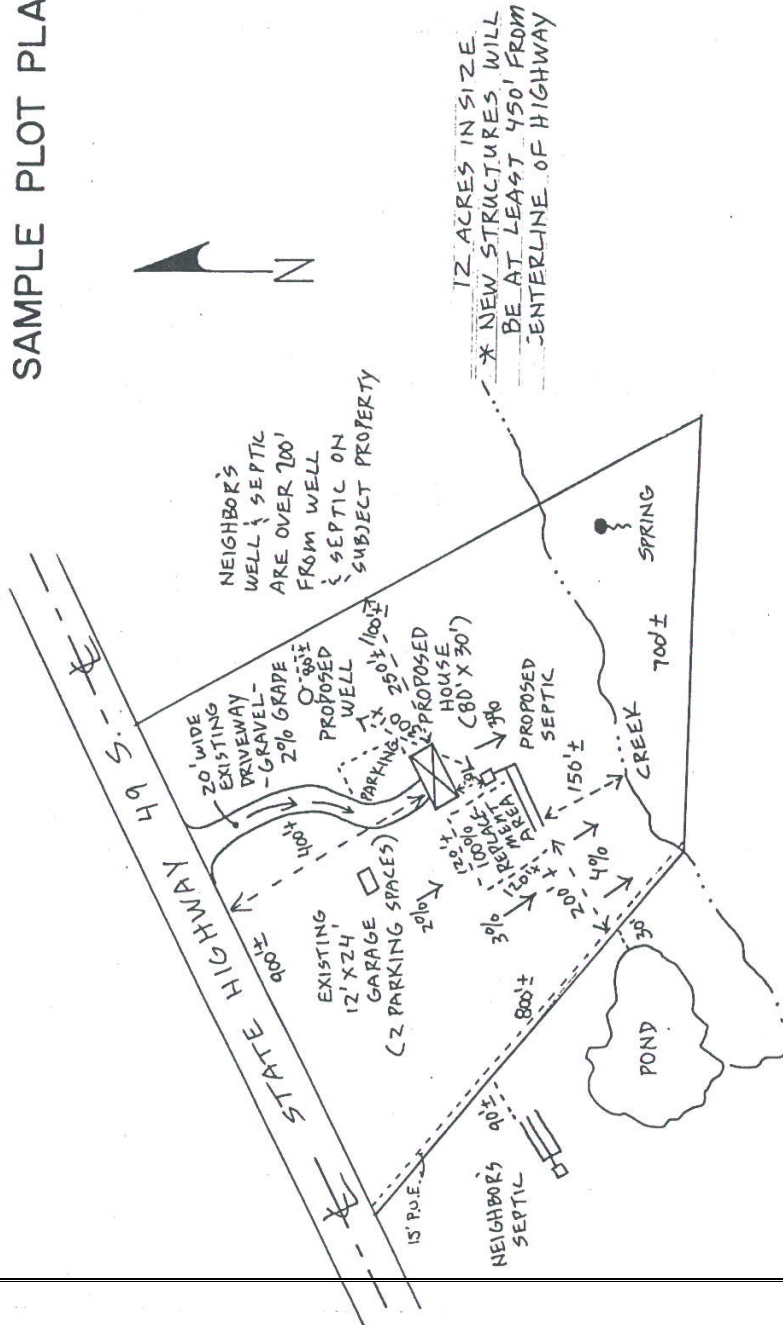 SAMPLE PLOT PLA
N
12 ACRES IN SIZE
* NEW STRUCTURES WILL
BE AT LEAST 450' FROM
ENTERLINE OF HIGHWAY
NEIGHBOR'S
WELL & SEPTIC
ARE OVER 200'
FROM WELL
& SEPTIC ON
SUBJECT PROPERTY
STATE HIGHWAY 49 S.
900'±
20' WIDE
EXISTING
DRIVEWAY
-GRAVEL-
2% GRADE
400'±
80'±
PROPOSED
WELL
250'±
100'±
PARKING
PROPOSED
HOUSE
(80' X 30')
EXISTING
12' X 24'
GARAGE
(2 PARKING SPACES)
2%
3%
3%
4%
120'±
100%
REPLACE
MENT
AREA
120'±
200'±
PROPOSED
SEPTIC
150'±
CREEK
SPRING
700'±
800'±
30'
POND
15' P.U.E.
90'±
NEIGHBOR'S
SEPTIC